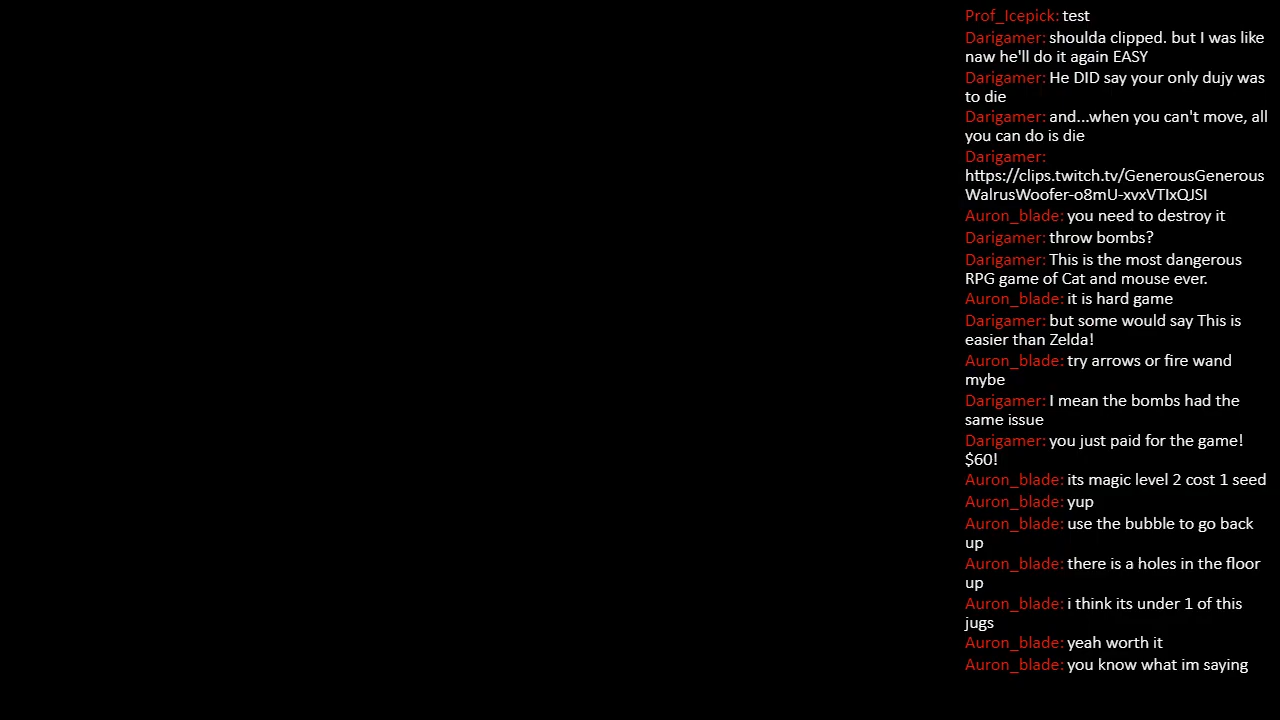 Prof_Icepick: test
Darigamer: shoulda clipped. but I was like
naw he'll do it again EASY
Darigamer: He DID say your only dujy was
to die
Darigamer: and...when you can't move, all
you can do is die
Darigamer:
https://clips.twitch.tv/GenerousGenerous
WalrusWoofer-o8mU-xvxVTIxQJSI
Auron_blade: you need to destroy it
Darigamer: throw bombs?
Darigamer: This is the most dangerous
RPG game of Cat and mouse ever.
Auron_blade: it is hard game
Darigamer: but some would say This is
easier than Zelda!
Auron_blade: try arrows or fire wand
mybe
Darigamer: I mean the bombs had the
same issue
Darigamer: you just paid for the game!
$60!
Auron_blade: its magic level 2 cost 1 seed
Auron_blade: yup
Auron_blade: use the bubble to go back
up
Auron_blade: there is a holes in the floor
up
Auron_blade: i think its under 1 of this
jugs
Auron_blade: yeah worth it
Auron_blade: you know what im saying